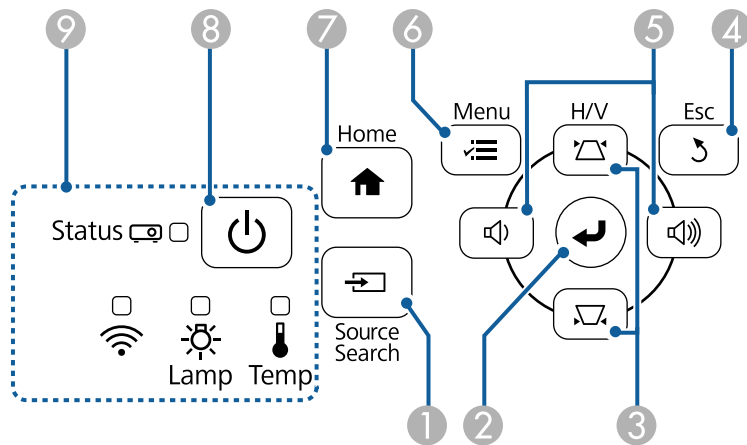 9 8 7 6 5 4
Menu H/V Esc
Home
Status
Source
Search
Lamp Temp
1 2 3